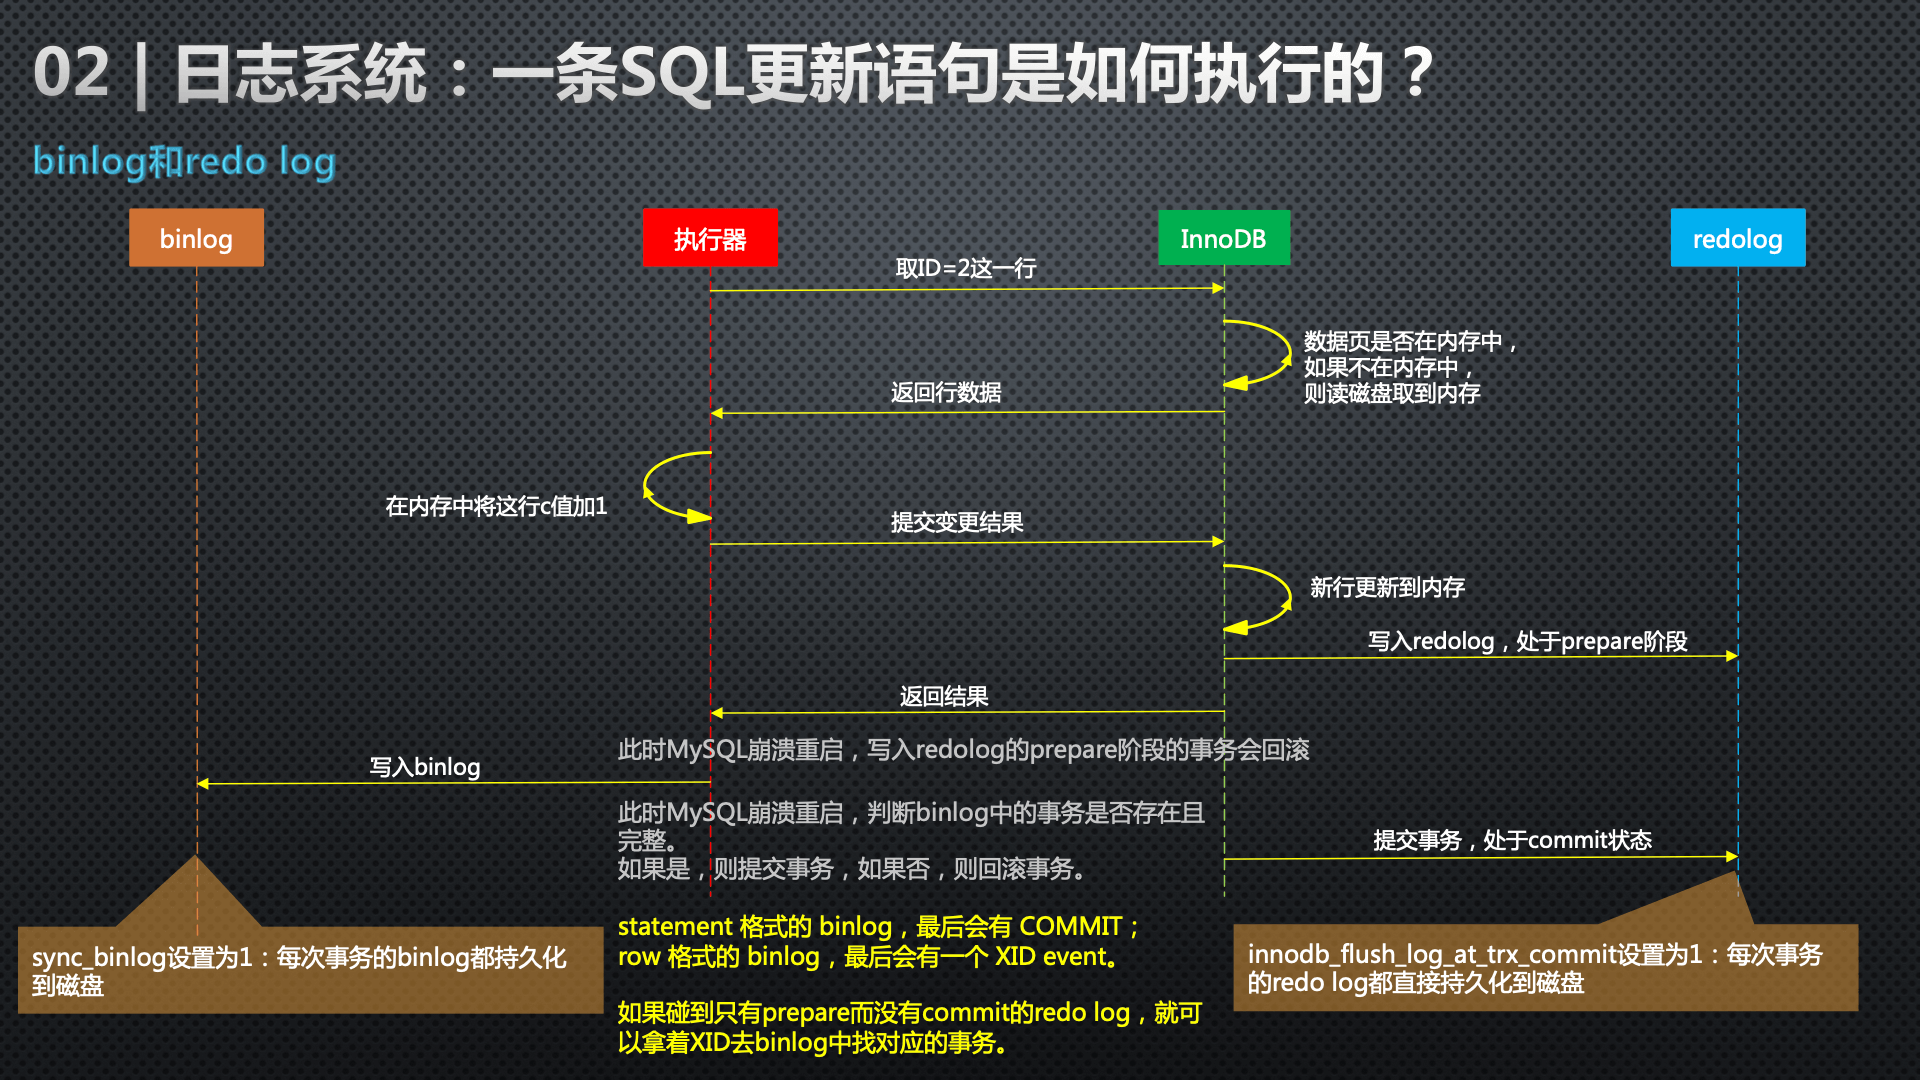 02 | 日志系统：一条SQL更新语句是如何执行的？
binlog和redo log
binlog
执行器
InnoDB
redolog
取ID=2这一行
数据页是否在内存中，
如果不在内存中，
则读磁盘取到内存
返回行数据
在内存中将这行c值加1
提交变更结果
新行更新到内存
写入redolog，处于prepare阶段
返回结果
此时MySQL崩溃重启，写入redolog的prepare阶段的事务会回滚
写入binlog
此时MySQL崩溃重启，判断binlog中的事务是否存在且
完整。
如果是，则提交事务，如果否，则回滚事务。
提交事务，处于commit状态
statement 格式的 binlog，最后会有 COMMIT；
row 格式的 binlog，最后会有一个 XID event。
sync_binlog设置为1：每次事务的binlog都持久化
到磁盘
innodb_flush_log_at_trx_commit设置为1：每次事务
的redo log都直接持久化到磁盘
如果碰到只有prepare而没有commit的redo log，就可
以拿着XID去binlog中找对应的事务。